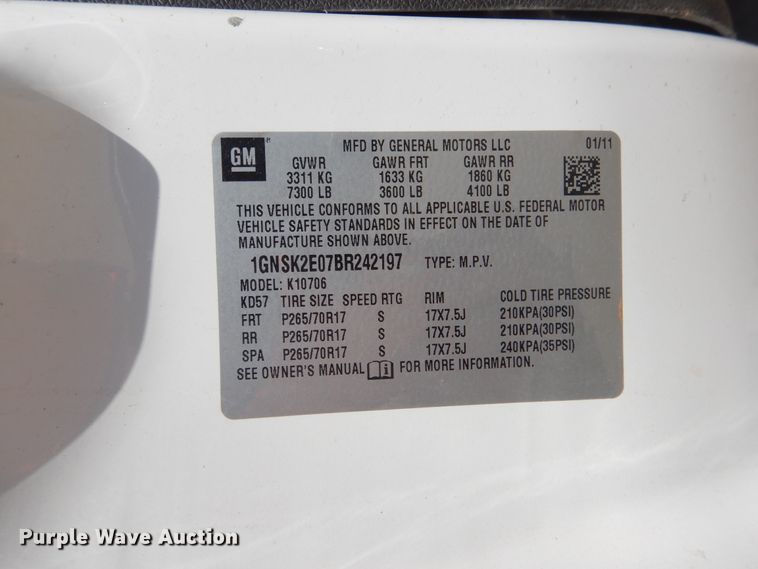 GM
MFD BY GENERAL MOTORS LLC 01/11
GVWR GAWR FRT GAWR RR
3311 KG 1633 KG 1860 KG
7300 LB 3600 LB 4100 LB
THIS VEHICLE CONFORMS TO ALL APPLICABLE U.S. FEDERAL MOTOR
VEHICLE SAFETY STANDARDS IN EFFECT ON THE DATE OF
MANUFACTURE SHOWN ABOVE.
1GNSK2E07BR242197 TYPE: M.P.V.
MODEL: K10706
KD57 TIRE SIZE SPEED RTG RIM COLD TIRE PRESSURE
FRT P265/70R17 S 17X7.5J 210KPA(30PSI)
RR P265/70R17 S 17X7.5J 210KPA(30PSI)
SPA P265/70R17 S 17X7.5J 240KPA(35PSI)
SEE OWNER'S MANUAL FOR MORE INFORMATION.
Purple Wave Auction